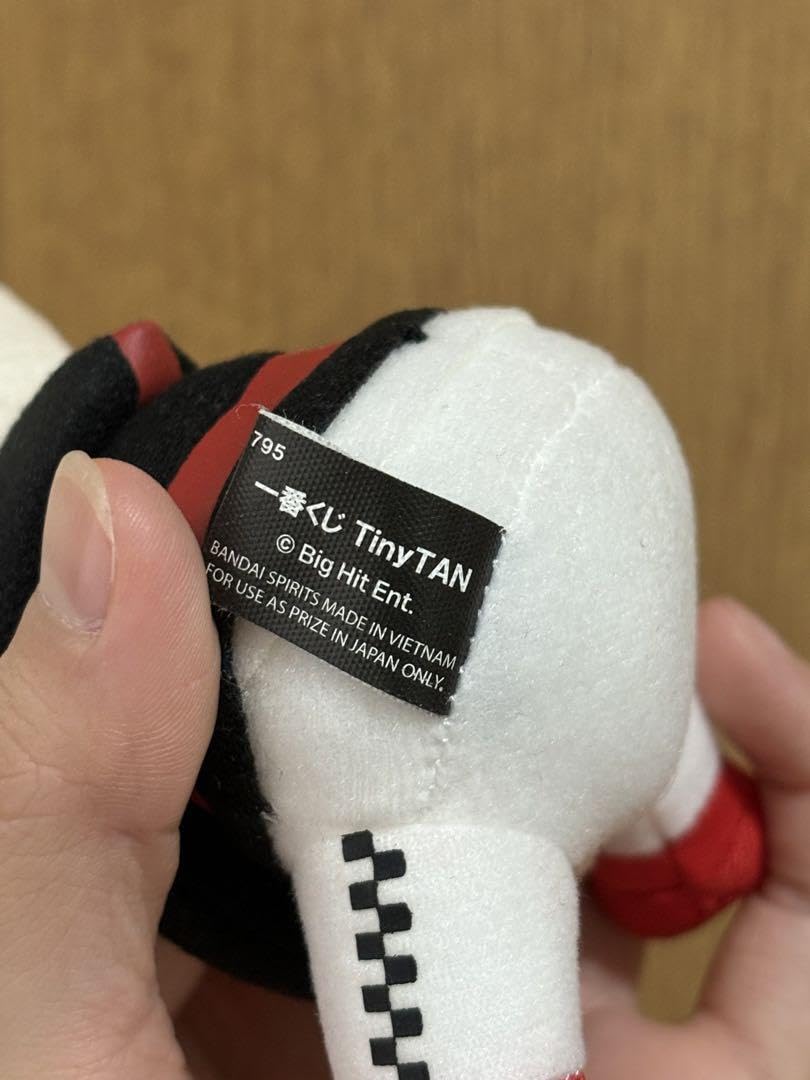 795
一番くじ TinyTAN
© Big Hit Ent.
BANDAI SPIRITS MADE IN VIETNAM
FOR USE AS PRIZE IN JAPAN ONLY.